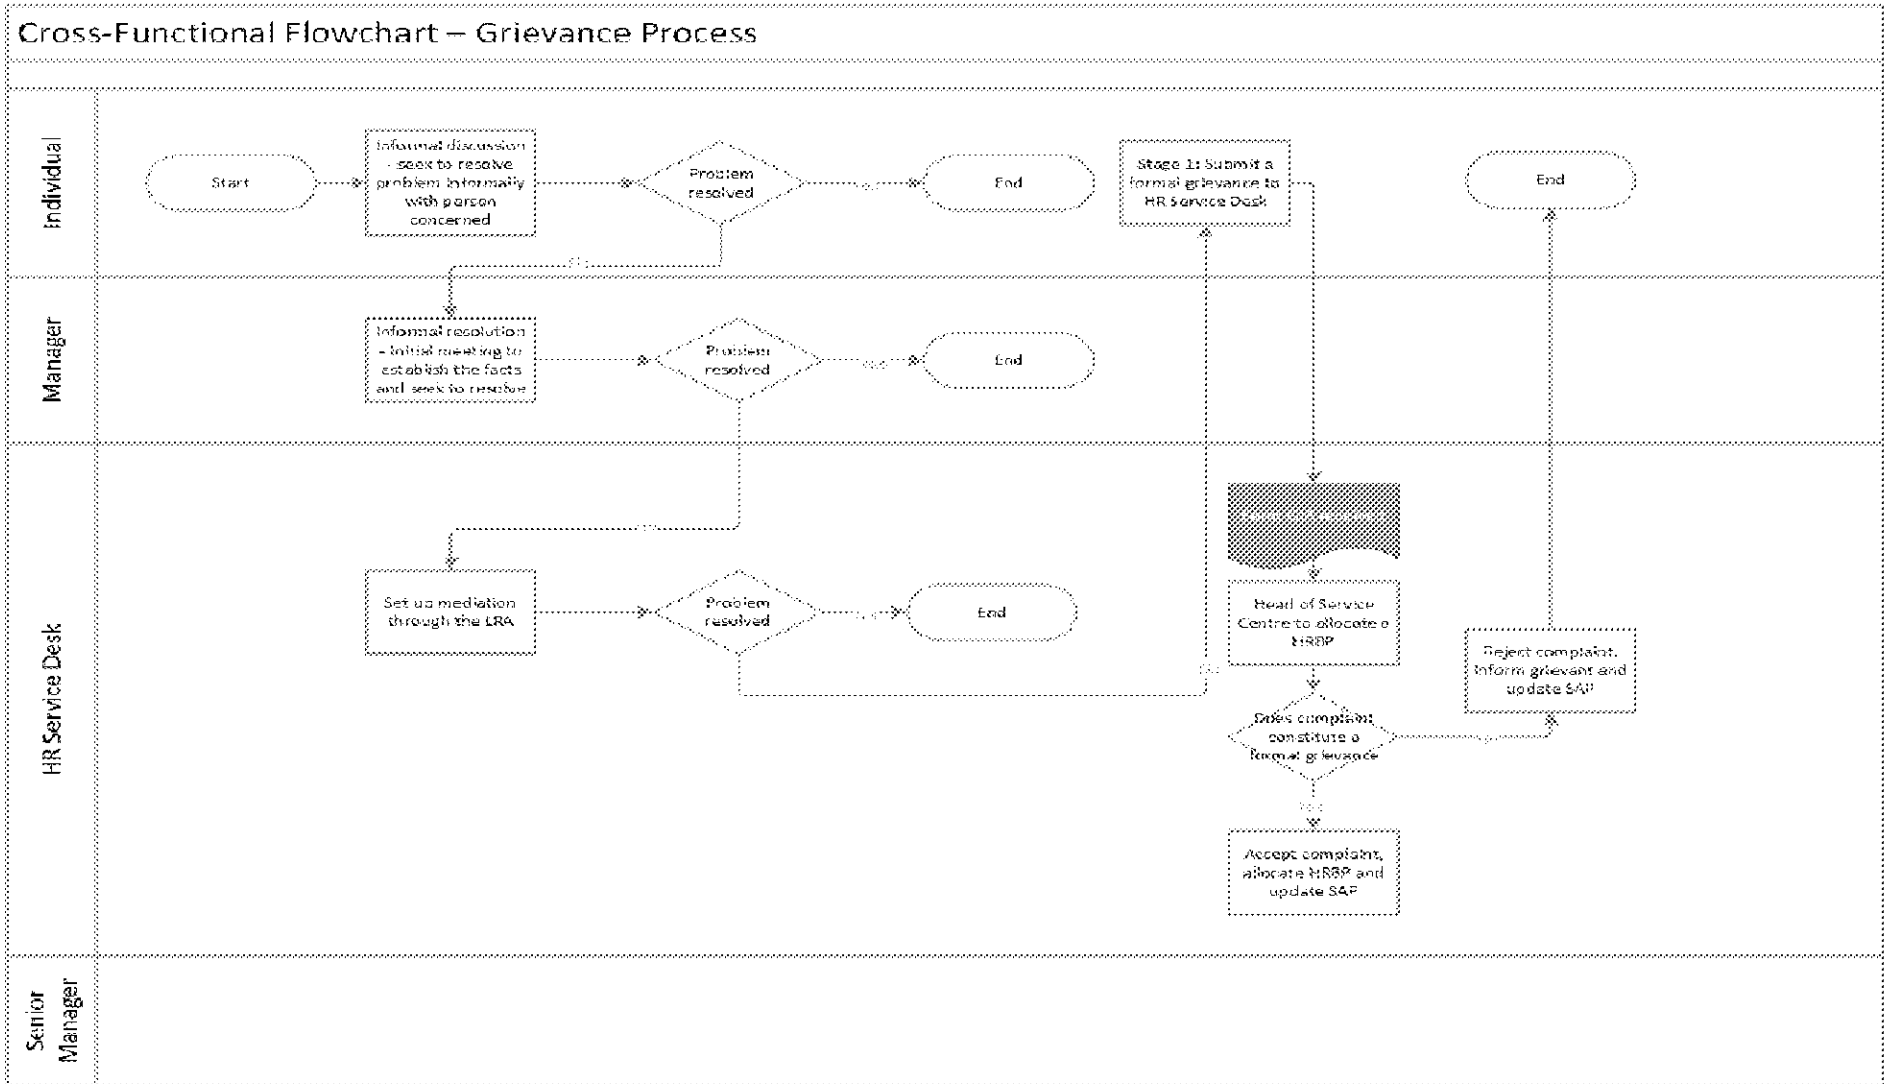 Cross-Functional Flowchart – Grievance Process
Individual
Start
Informal discussion
- seek to resolve
problem informally
with person
concerned
Problem
resolved
End
Stage 1: Submit a
formal grievance to
HR Service Desk
End
Manager
Informal resolution
- Initial meeting to
establish the facts
and seek to resolve
Problem
resolved
End
HR Service Desk
Set up mediation
through the LRA
No
Problem
resolved
End
Head of Service
Centre to allocate a
HRBP
Does complaint
constitute a
formal grievance
Yes
Reject complaint,
inform grievant and
update SAP
Accept complaint,
allocate HRBP and
update SAP
Senior
Manager